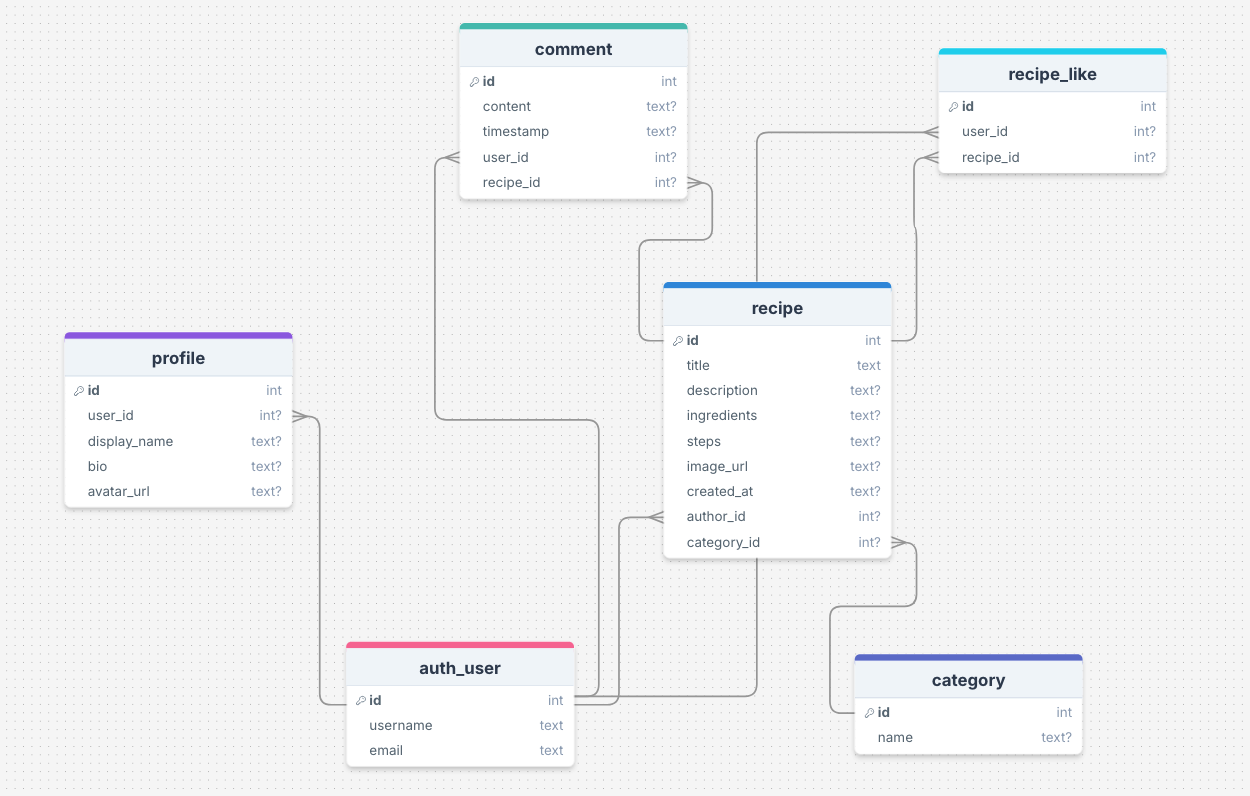 comment
id int
content text?
timestamp text?
user_id int?
recipe_id int?
recipe_like
id int
user_id int?
recipe_id int?
recipe
id int
title text
description text?
ingredients text?
steps text?
image_url text?
created_at text?
author_id int?
category_id int?
profile
id int
user_id int?
display_name text?
bio text?
avatar_url text?
auth_user
id int
username text
email text
category
id int
name text?